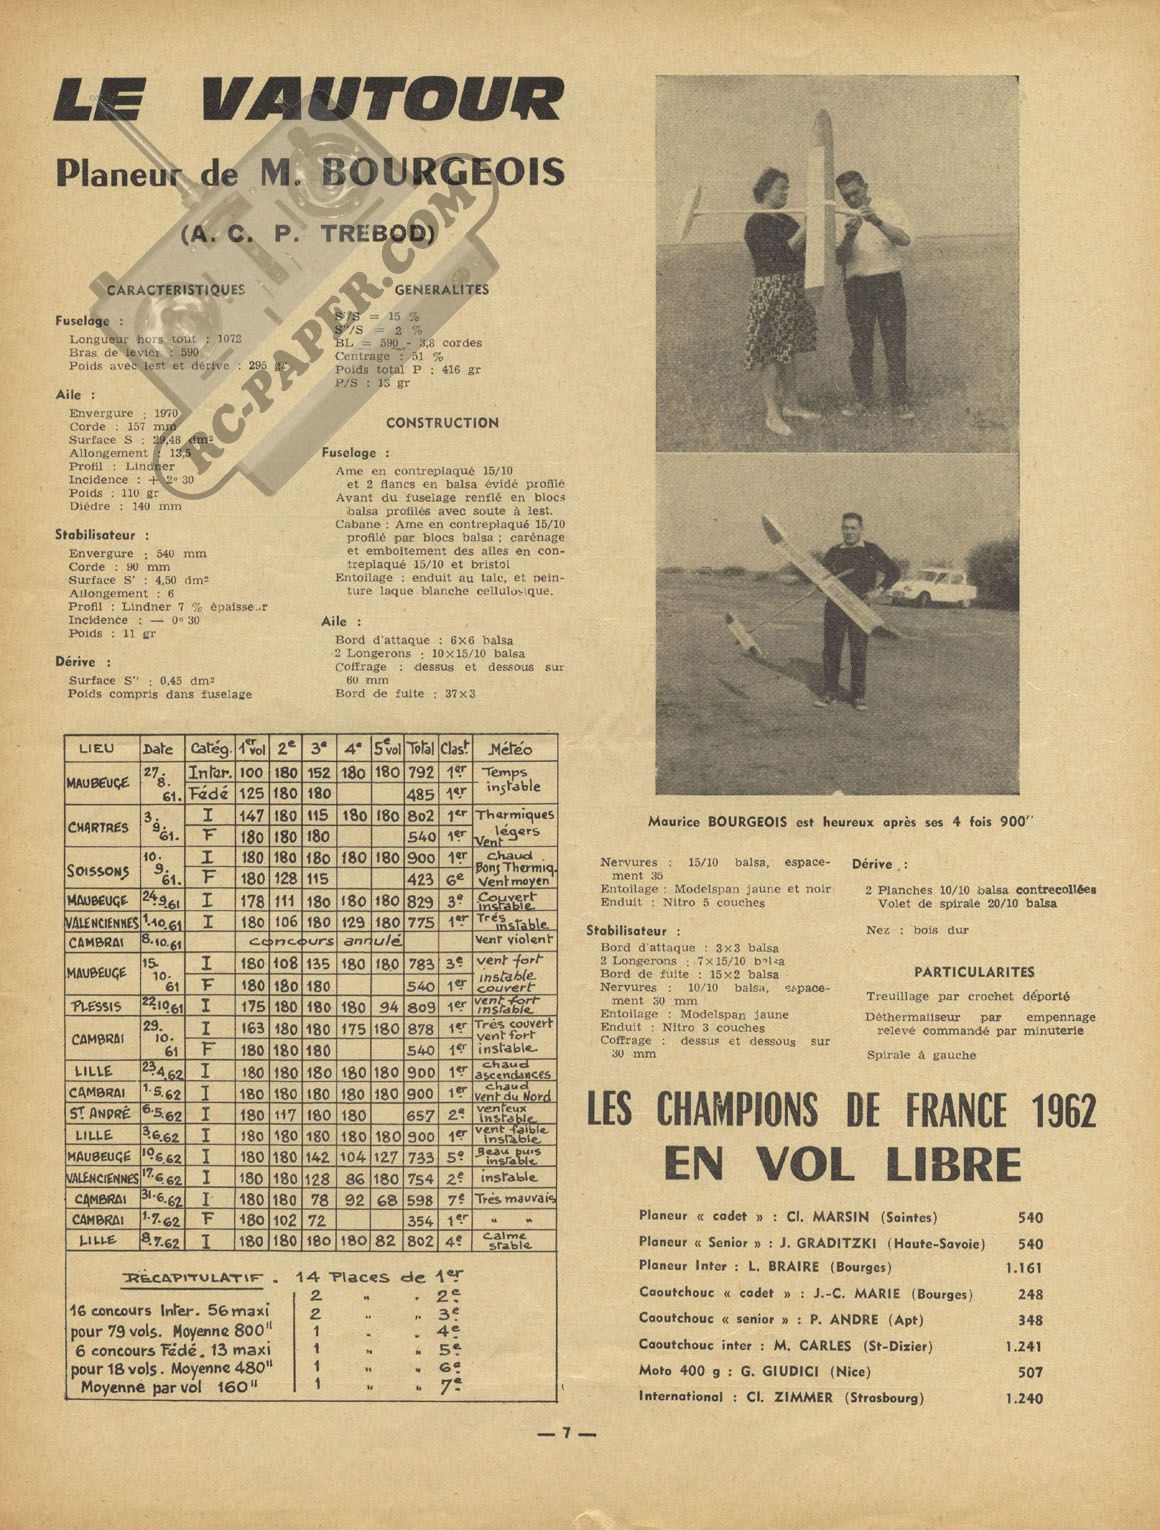 LE VAUTOUR
Planeur de M. BOURGEOIS
(A. C. P. TREBOD)
RC-PAPER.COM
CARACTERISTIQUES
Fuselage :
Longueur hors tout : 1072
Bras de levier : 590
Poids avec lest et dérive : 295 gr
Aile :
Envergure : 1970
Corde : 157 mm
Surface S : 29,48 dm²
Allongement : 13,5
Profil : Lindner
Incidence : + 2° 30
Poids : 110 gr
Dièdre : 140 mm
Stabilisateur :
Envergure : 540 mm
Corde : 90 mm
Surface S' : 4,50 dm²
Allongement : 6
Profil : Lindner 7 % épaisseur
Incidence : — 0° 30
Poids : 11 gr
Dérive :
Surface S'' : 0,45 dm²
Poids compris dans fuselage
GENERALITES
S'/S = 15 %
S''/S = 2 %
BL = 590 - 3,8 cordes
Centrage : 51 %
Poids total P : 416 gr
P/S : 13 gr
CONSTRUCTION
Fuselage :
Ame en contreplaqué 15/10
et 2 flancs en balsa évidé profilé
Avant du fuselage renflé en blocs
balsa profilés avec soute à lest.
Cabane : Ame en contreplaqué 15/10
profilé par blocs balsa ; carénage
et emboitement des ailes en con-
treplaqué 15/10 et bristol
Entoilage : enduit au talc, et pein-
ture laque blanche cellulosique.
Aile :
Bord d'attaque : 6×6 balsa
2 Longerons : 10×15/10 balsa
Coffrage : dessus et dessous sur
60 mm
Bord de fuite : 37×3
LIEU Date Catég. 1er vol 2e 3e 4e 5e vol Total Clast. Météo
MAUBEUGE 27. 8. 61. Inter. 100 180 152 180 180 792 1er Temps instable
Fédé 125 180 180 485 1er
CHARTRES 3. 9. 61. I 147 180 115 180 180 802 1er Thermiques légers
F 180 180 180 540 1er Vent
SOISSONS 10. 9. 61. I 180 180 180 180 180 900 1er chaud Bons Thermiq.
F 180 128 115 423 6e Vent moyen
MAUBEUGE 24.9.61 I 178 111 180 180 180 829 3e Couvert instable
VALENCIENNES 1.10.61 I 180 106 180 129 180 775 1er Trés instable
CAMBRAI 8.10.61 concours annulé Vent violent
MAUBEUGE 15. 10. 61 I 180 108 135 180 180 783 3e vent fort
F 180 180 180 540 1er instable couvert
PLESSIS 22.10.61 I 175 180 180 180 94 809 1er vent fort instable
CAMBRAI 29. 10. 61 I 163 180 180 175 180 878 1er Trés couvert vent fort
F 180 180 180 540 1er instable
LILLE 23.4.62 I 180 180 180 180 180 900 1er chaud ascendances
CAMBRAI 1.5.62 I 180 180 180 180 180 900 1er chaud vent du Nord
ST ANDRÉ 6.5.62 I 180 117 180 180 657 2e venteux instable
LILLE 3.6.62 I 180 180 180 180 180 900 1er vent faible instable
MAUBEUGE 10.6.62 I 180 180 142 104 127 733 5e Beau puis instable
VALENCIENNES 17.6.62 I 180 180 128 86 180 754 2e instable
CAMBRAI 31.6.62 I 180 180 78 92 68 598 7e Trés mauvais
CAMBRAI 1.7.62 F 180 102 72 354 1er " "
LILLE 8.7.62 I 180 180 180 180 82 802 4e Calme stable
RÉCAPITULATIF. 14 Places de 1er
2 " " 2e
16 concours Inter. 56 maxi 2 " " 3e
pour 79 vols. Moyenne 800" 1 " " 4e
6 concours Fédé. 13 maxi 1 " " 5e
pour 18 vols. Moyenne 480" 1 " " 6e
Moyenne par vol 160" 1 " " 7e
Maurice BOURGEOIS est heureux après ses 4 fois 900''
Nervures : 15/10 balsa, espace-
ment 35
Entoilage : Modelspan jaune et noir
Enduit : Nitro 5 couches
Stabilisateur :
Bord d'attaque : 3×3 balsa
2 Longerons : 7×15/10 balsa
Bord de fuite : 15×2 balsa
Nervures : 10/10 balsa, espace-
ment 30 mm
Entoilage : Modelspan jaune
Enduit : Nitro 3 couches
Coffrage : dessus et dessous sur
30 mm
Dérive :
2 Planches 10/10 balsa contrecollées
Volet de spirale 20/10 balsa
Nez : bois dur
PARTICULARITES
Treuillage par crochet déporté
Déthermaliseur par empennage
relevé commandé par minuterie
Spirale à gauche
LES CHAMPIONS DE FRANCE 1962
EN VOL LIBRE
Planeur « cadet » : Cl. MARSIN (Saintes) 540
Planeur « Senior » : J. GRADITZKI (Haute-Savoie) 540
Planeur Inter : L. BRAIRE (Bourges) 1.161
Caoutchouc « cadet » : J.-C. MARIE (Bourges) 248
Caoutchouc « senior » : P. ANDRE (Apt) 348
Caoutchouc inter : M. CARLES (St-Dizier) 1.241
Moto 400 g : G. GIUDICI (Nice) 507
International : Cl. ZIMMER (Strasbourg) 1.240
— 7 —